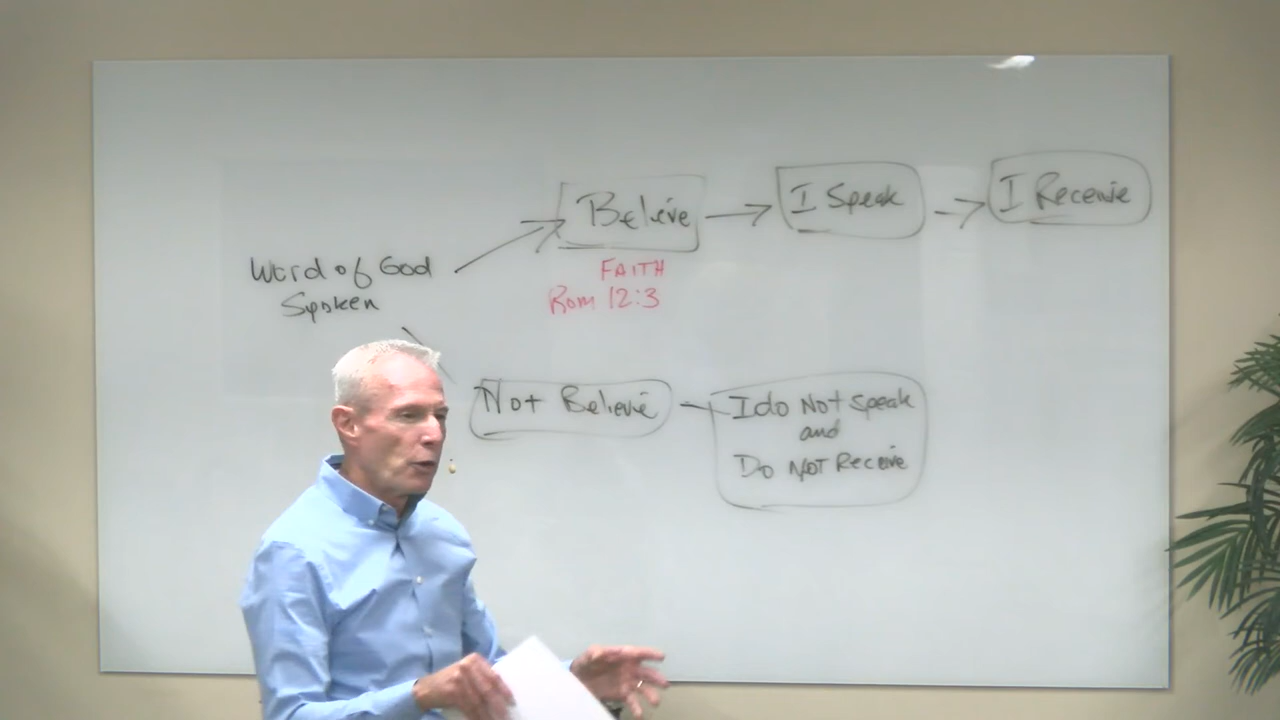 Believe
I Speak
I Receive
Word of God
Spoken
FAITH
Rom 12:3
Not Believe
I do Not Speak
and
Do NOT Receive